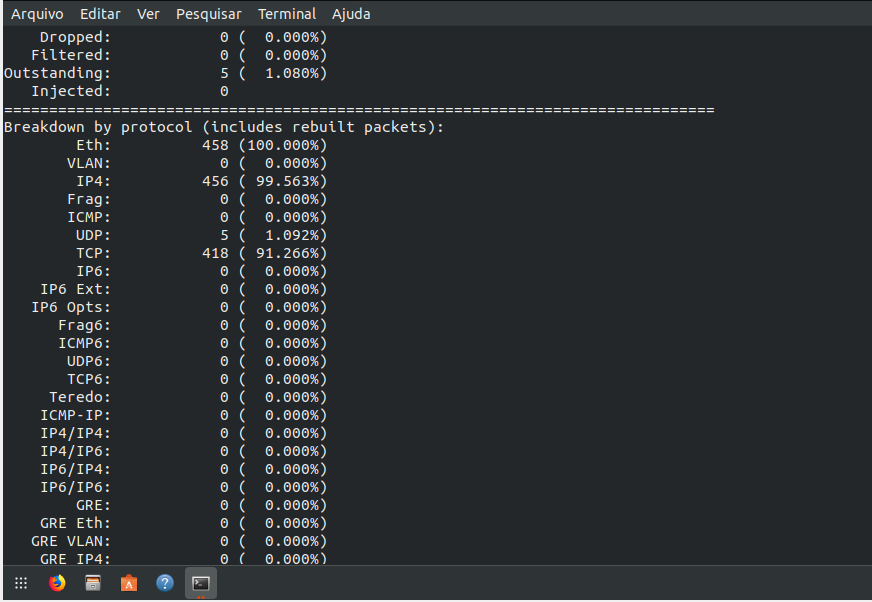 Arquivo Editar Ver Pesquisar Terminal Ajuda
Dropped: 0 ( 0.000%)
Filtered: 0 ( 0.000%)
Outstanding: 5 ( 1.080%)
Injected: 0
===============================================================================
Breakdown by protocol (includes rebuilt packets):
Eth: 458 (100.000%)
VLAN: 0 ( 0.000%)
IP4: 456 ( 99.563%)
Frag: 0 ( 0.000%)
ICMP: 0 ( 0.000%)
UDP: 5 ( 1.092%)
TCP: 418 ( 91.266%)
IP6: 0 ( 0.000%)
IP6 Ext: 0 ( 0.000%)
IP6 Opts: 0 ( 0.000%)
Frag6: 0 ( 0.000%)
ICMP6: 0 ( 0.000%)
UDP6: 0 ( 0.000%)
TCP6: 0 ( 0.000%)
Teredo: 0 ( 0.000%)
ICMP-IP: 0 ( 0.000%)
IP4/IP4: 0 ( 0.000%)
IP4/IP6: 0 ( 0.000%)
IP6/IP4: 0 ( 0.000%)
IP6/IP6: 0 ( 0.000%)
GRE: 0 ( 0.000%)
GRE Eth: 0 ( 0.000%)
GRE VLAN: 0 ( 0.000%)
GRE IP4: 0 ( 0.000%)